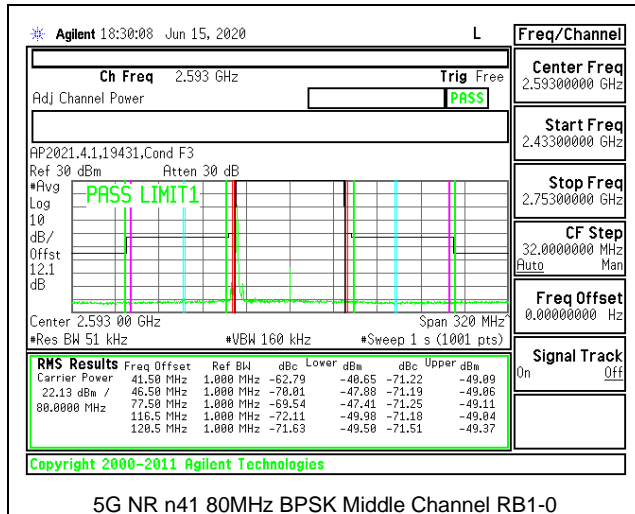 Agilent 18:30:08 Jun 15, 2020 L
Freq/Channel
Ch Freq 2.593 GHz Trig Free
Adj Channel Power PASS
Center Freq
2.59300000 GHz
Start Freq
2.43300000 GHz
Stop Freq
2.75300000 GHz
CF Step
32.0000000 MHz
Auto Man
Freq Offset
0.00000000 Hz
Signal Track
On Off
AP2021.4.1,19431,Cond F3
Ref 30 dBm Atten 30 dB
#Avg
Log
10
dB/
Offst
12.1
dB
PASS LIMIT1
Center 2.593 00 GHz Span 320 MHz^
#Res BW 51 kHz #VBW 160 kHz #Sweep 1 s (1001 pts)
RMS Results Freq Offset Ref BW dBc Lower dBm dBc Upper dBm
Carrier Power 41.50 MHz 1.000 MHz -62.79 -40.65 -71.22 -49.09
22.13 dBm / 46.50 MHz 1.000 MHz -70.01 -47.88 -71.19 -49.06
80.0000 MHz 77.50 MHz 1.000 MHz -69.54 -47.41 -71.25 -49.11
116.5 MHz 1.000 MHz -72.11 -49.98 -71.18 -49.04
120.5 MHz 1.000 MHz -71.63 -49.50 -71.51 -49.37
Copyright 2000-2011 Agilent Technologies
5G NR n41 80MHz BPSK Middle Channel RB1-0